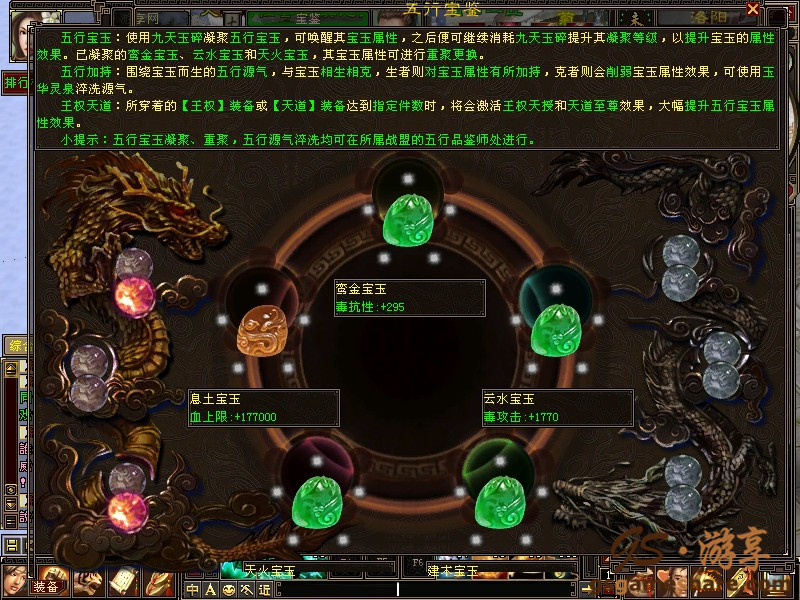 五行宝鉴
宝鉴
洛阳
五行宝玉：使用九天玉碎凝聚五行宝玉，可唤醒其宝玉属性，之后便可继续消耗九天玉碎提升其凝聚等级，以提升宝玉的属性
效果。已凝聚的鸾金宝玉、云水宝玉和天火宝玉，其宝玉属性可进行重聚更换。
五行加持：围绕宝玉而生的五行源气，与宝玉相生相克，生者则对宝玉属性有所加持，克者则会削弱宝玉属性效果，可使用玉
华灵泉淬洗源气。
王权天道：所穿着的【王权】装备或【天道】装备达到指定件数时，将会激活王权天授和天道至尊效果，大幅提升五行宝玉属
性效果。
小提示：五行宝玉凝聚、重聚，五行源气淬洗均可在所属战盟的五行品鉴师处进行。
排行
鸾金宝玉
毒抗性:+295
综合
息土宝玉
血上限:+177000
云水宝玉
毒攻击:+1770
天火宝玉
F6
建木宝玉
装备
中
近
GS·游享